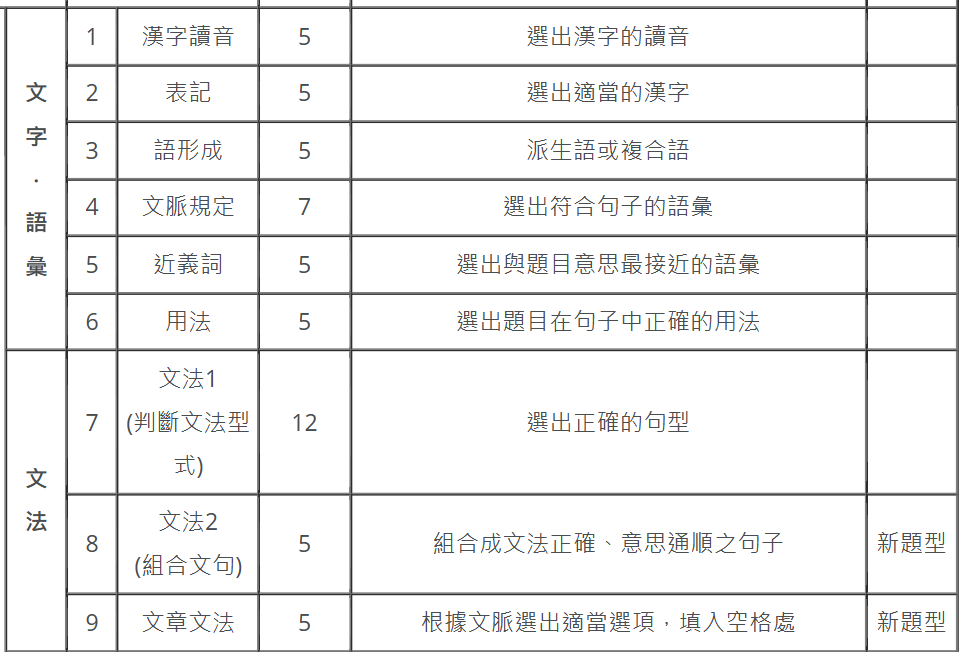 文字．語彙
1 漢字讀音 5 選出漢字的讀音
2 表記 5 選出適當的漢字
3 語形成 5 派生語或複合語
4 文脈規定 7 選出符合句子的語彙
5 近義詞 5 選出與題目意思最接近的語彙
6 用法 5 選出題目在句子中正確的用法
文法
7 文法1 (判斷文法型式) 12 選出正確的句型
8 文法2 (組合文句) 5 組合成文法正確、意思通順之句子 新題型
9 文章文法 5 根據文脈選出適當選項，填入空格處 新題型